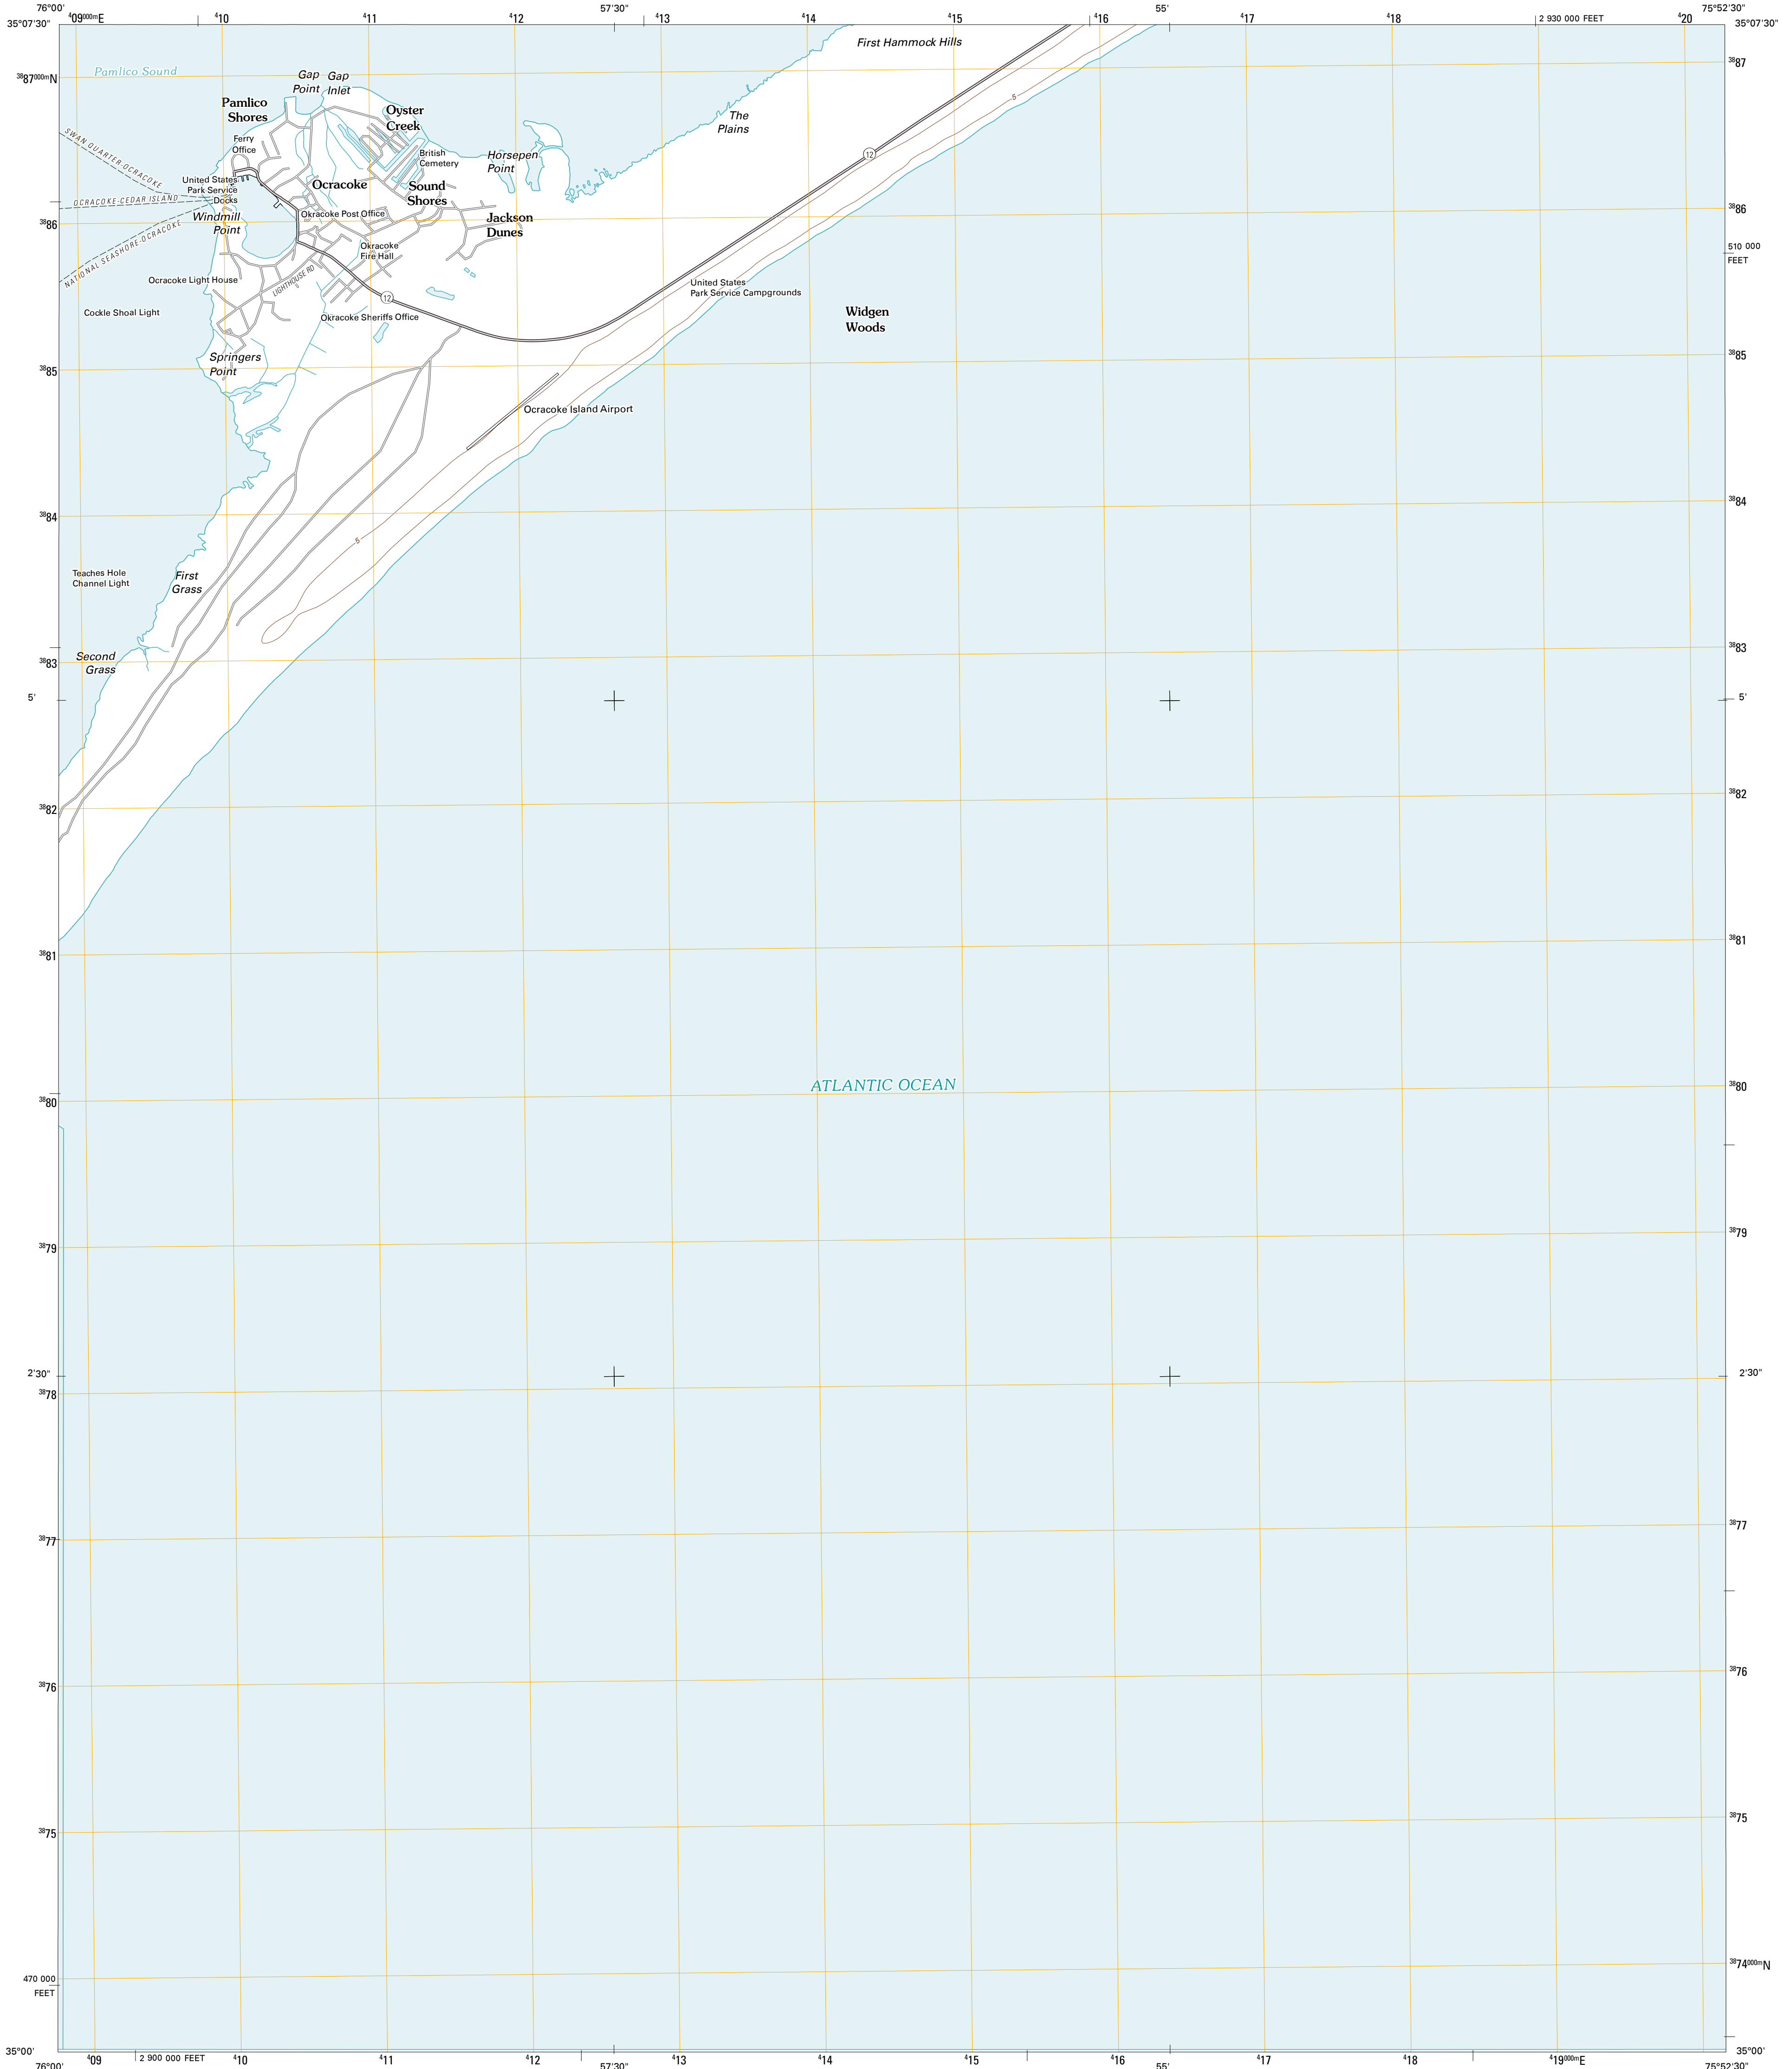 76°00' 57'30" 55' 75°52'30"
⁴09⁰⁰⁰ᵐE ⁴10 ⁴11 ⁴12 ⁴13 ⁴14 ⁴15 ⁴16 ⁴17 ⁴18 2 930 000 FEET ⁴20
35°07'30" 35°07'30"
First Hammock Hills
³⁸87⁰⁰⁰ᵐN
³⁸87
Pamlico Sound
Gap
Point
Gap
Inlet
5
Pamlico
Shores
Oyster
Creek
The
Plains
SWAN QUARTER-OCRACOKE
Ferry
Office
British
Cemetery
Horsepen
Point
12
United States
Park Service
Docks
Ocracoke
Sound
Shores
OCRACOKE-CEDAR ISLAND
Windmill
Point
Okracoke Post Office
Jackson
Dunes
³⁸86
³⁸86
NATIONAL SEASHORE-OCRACOKE
Okracoke
Fire Hall
510 000
FEET
Ocracoke Light House
LIGHTHOUSE RD
12
United States
Park Service Campgrounds
Cockle Shoal Light
Okracoke Sheriffs Office
Widgen
Woods
Springers
Point
³⁸85
³⁸85
Ocracoke Island Airport
³⁸84
³⁸84
5
Teaches Hole
Channel Light
First
Grass
Second
Grass
³⁸83
³⁸83
5'
5'
³⁸82
³⁸82
³⁸81
³⁸81
ATLANTIC OCEAN
³⁸80
³⁸80
³⁸79
³⁸79
2'30"
2'30"
³⁸78
³⁸77
³⁸77
³⁸76
³⁸76
³⁸75
³⁸75
470 000
FEET
³⁸74⁰⁰⁰ᵐN
35°00' 35°00'
⁴09 2 900 000 FEET ⁴10 ⁴11 ⁴12 ⁴13 ⁴14 ⁴15 ⁴16 ⁴17 ⁴18 ⁴19⁰⁰⁰ᵐE
76°00' 57'30" 55' 75°52'30"